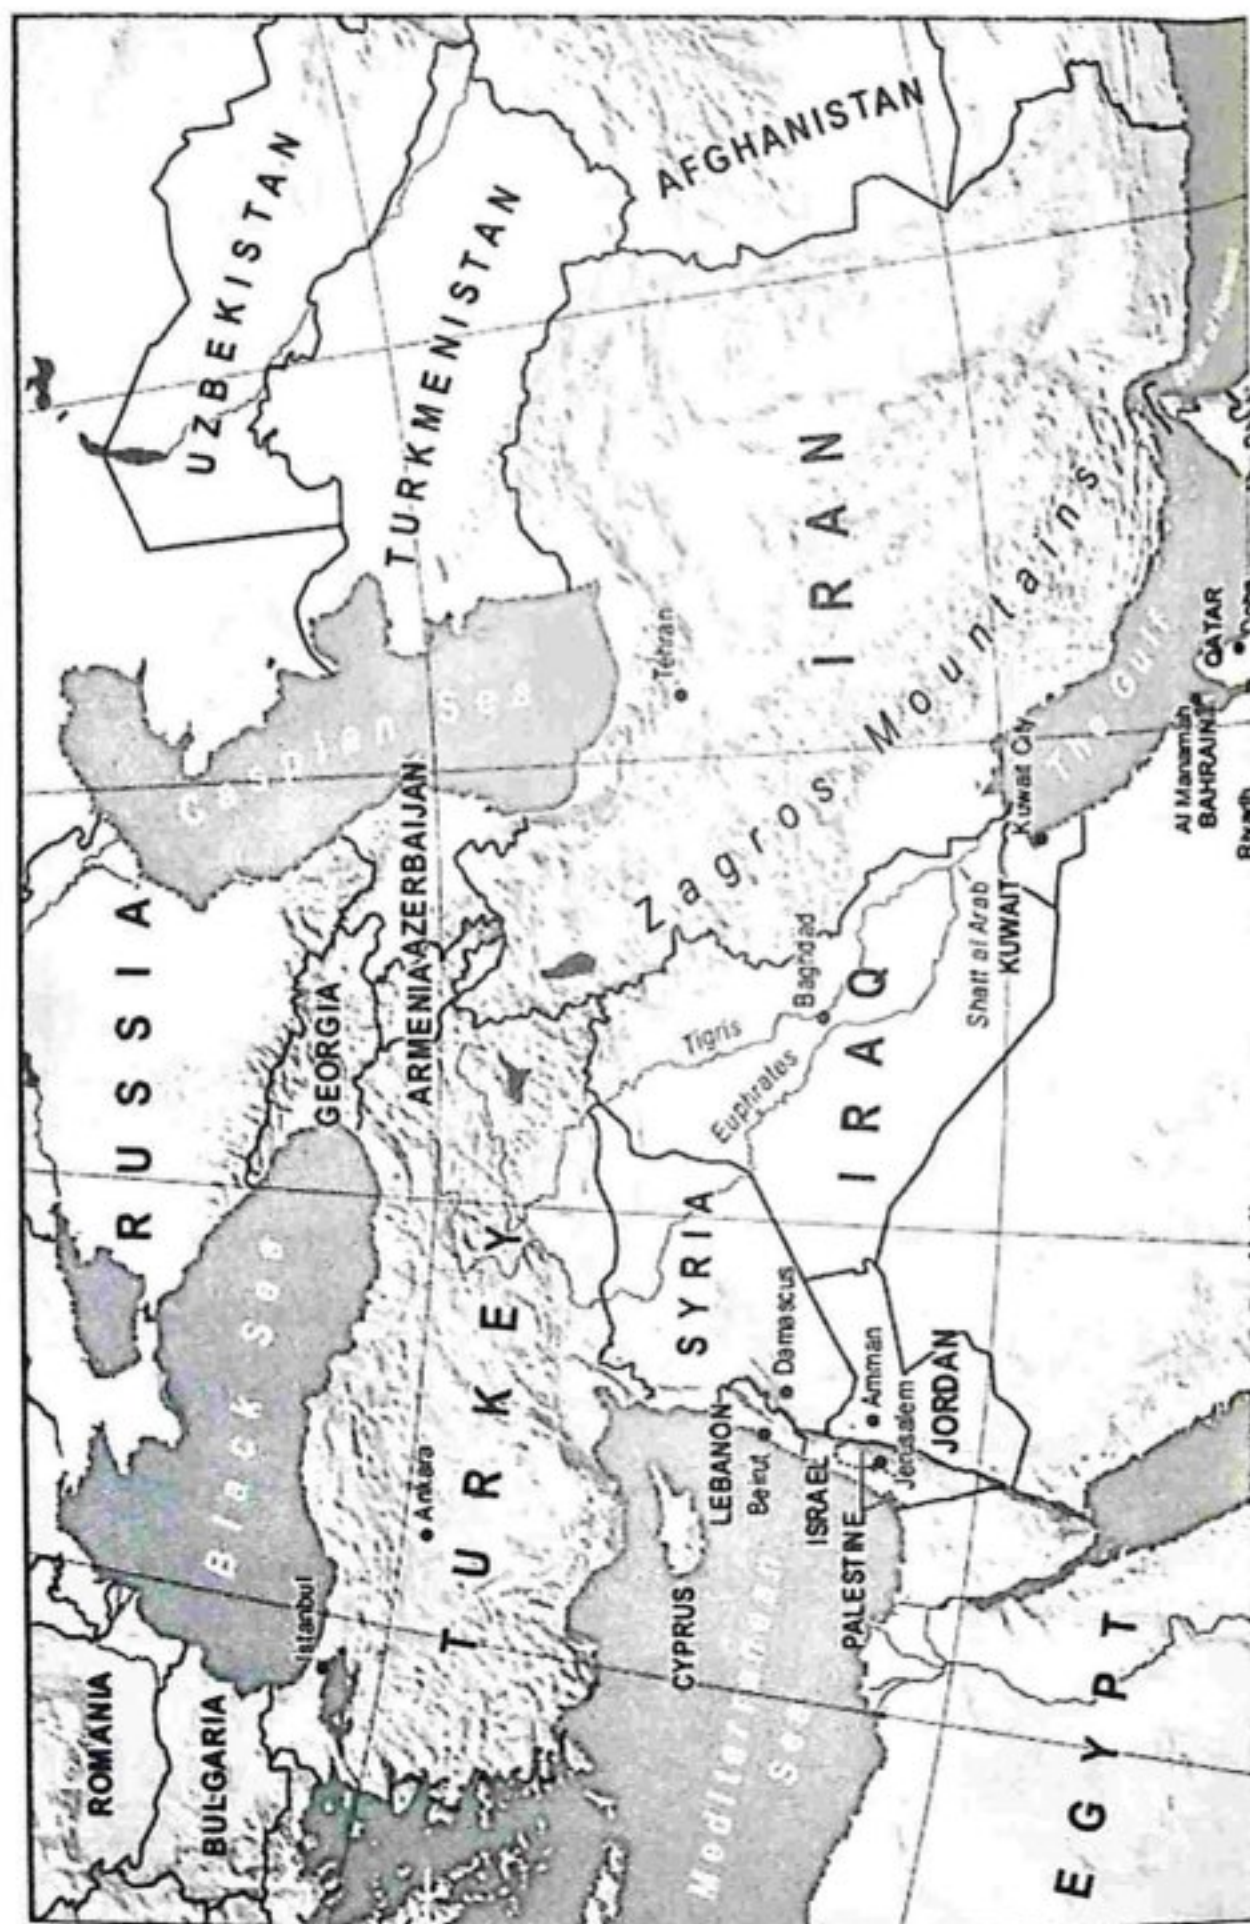 ROMANIA
BULGARIA
RUSSIA
UZBEKISTAN
Black Sea
Caspian Sea
Istanbul
GEORGIA
TURKMENISTAN
ARMENIA
AZERBAIJAN
Ankara
TURKEY
AFGHANISTAN
Tehran
CYPRUS
SYRIA
Tigris
Zagros Mountains
IRAN
Mediterranean
Sea
LEBANON
Beirut
Damascus
Euphrates
Baghdad
ISRAEL
PALESTINE
Amman
Jerusalem
IRAQ
JORDAN
Shatt al Arab
KUWAIT
Kuwait City
The Gulf
EGYPT
Al Manamah
BAHRAIN
QATAR